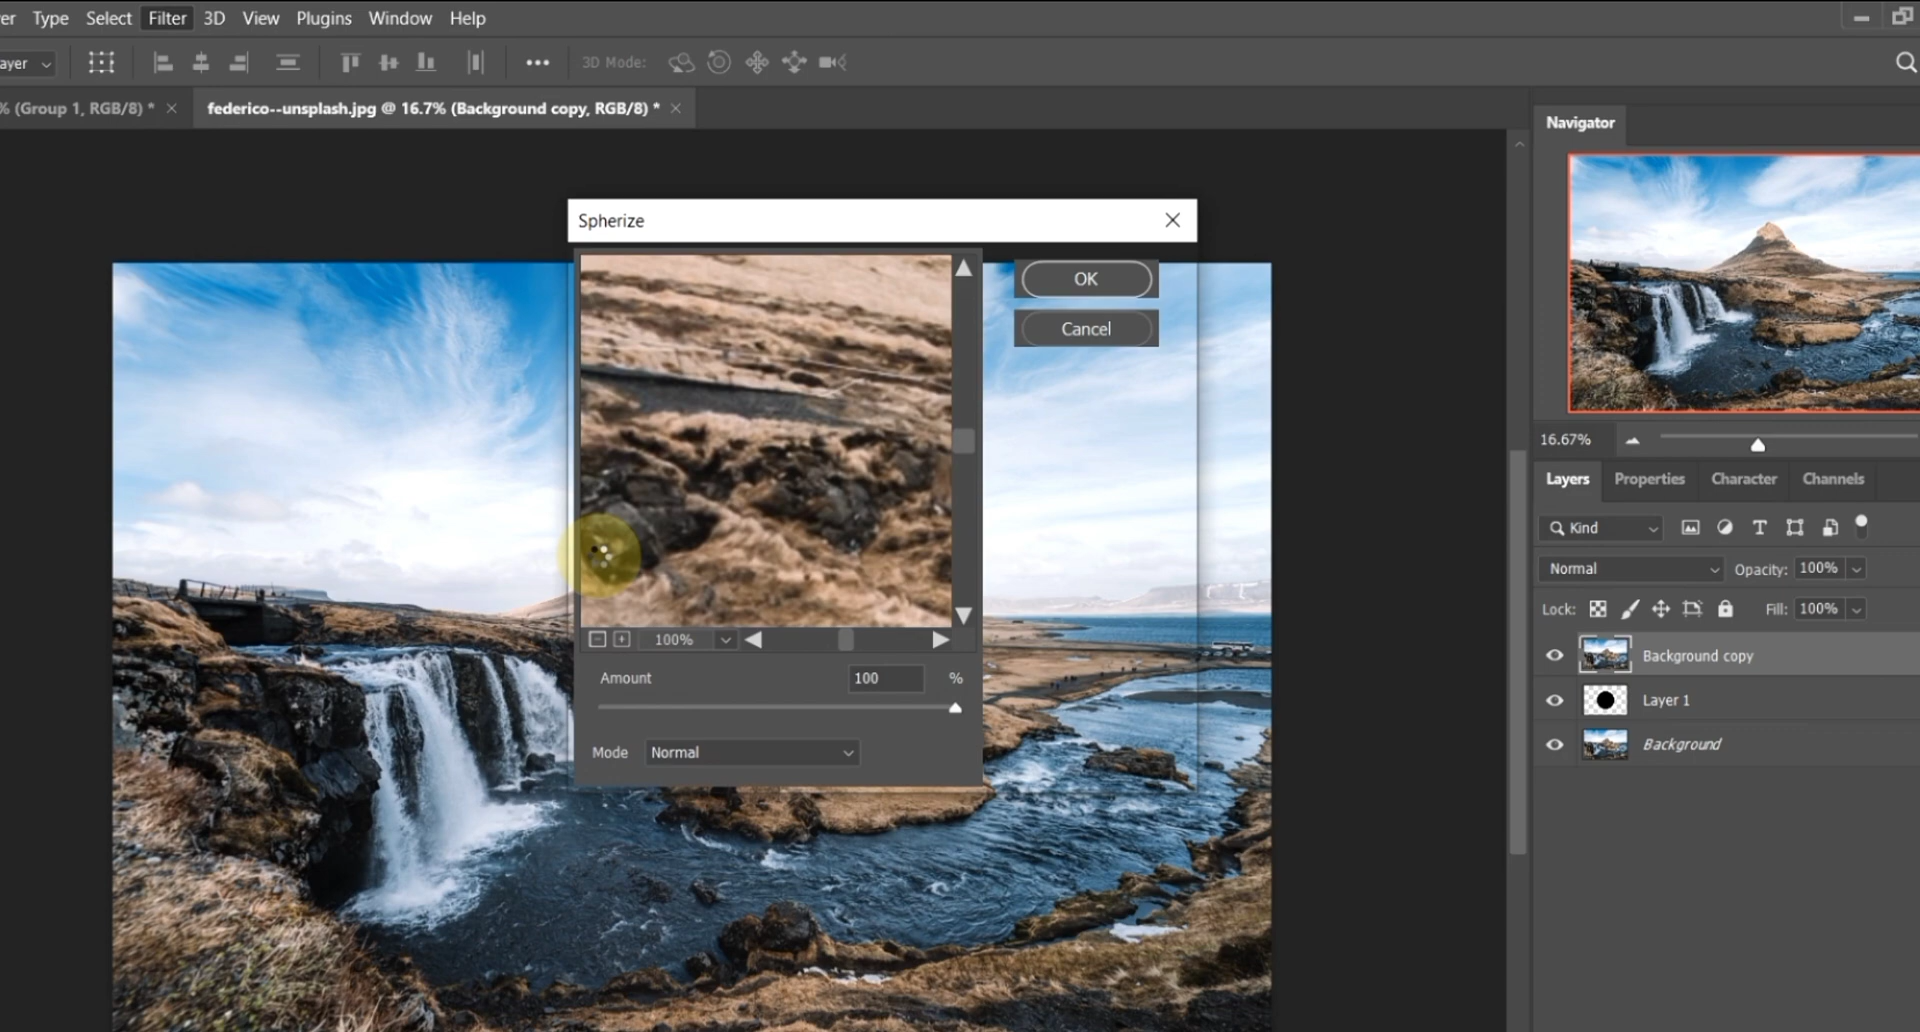 er Type Select Filter 3D View Plugins Window Help
ayer 3D Mode:
% (Group 1, RGB/8) * federico--unsplash.jpg @ 16.7% (Background copy, RGB/8) *
Navigator
Spherize
OK
Cancel
16.67%
Layers Properties Character Channels
Kind
Normal Opacity: 100%
Lock: Fill: 100%
100%
Background copy
Amount 100 %
Layer 1
Mode Normal
Background